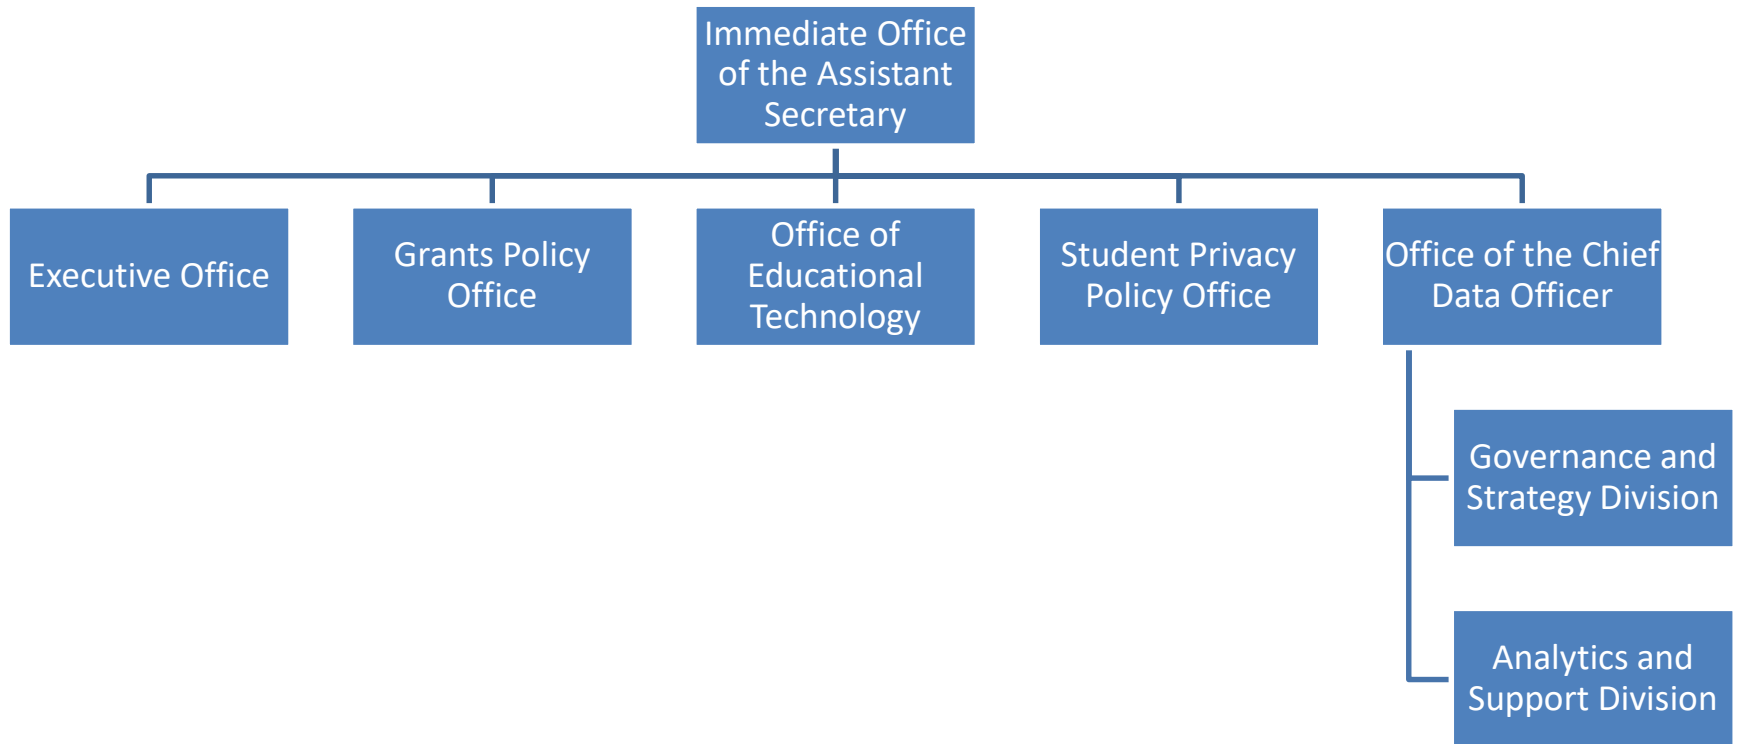 Immediate Office
of the Assistant
Secretary
Executive Office
Grants Policy
Office
Office of
Educational
Technology
Student Privacy
Policy Office
Office of the Chief
Data Officer
Governance and
Strategy Division
Analytics and
Support Division